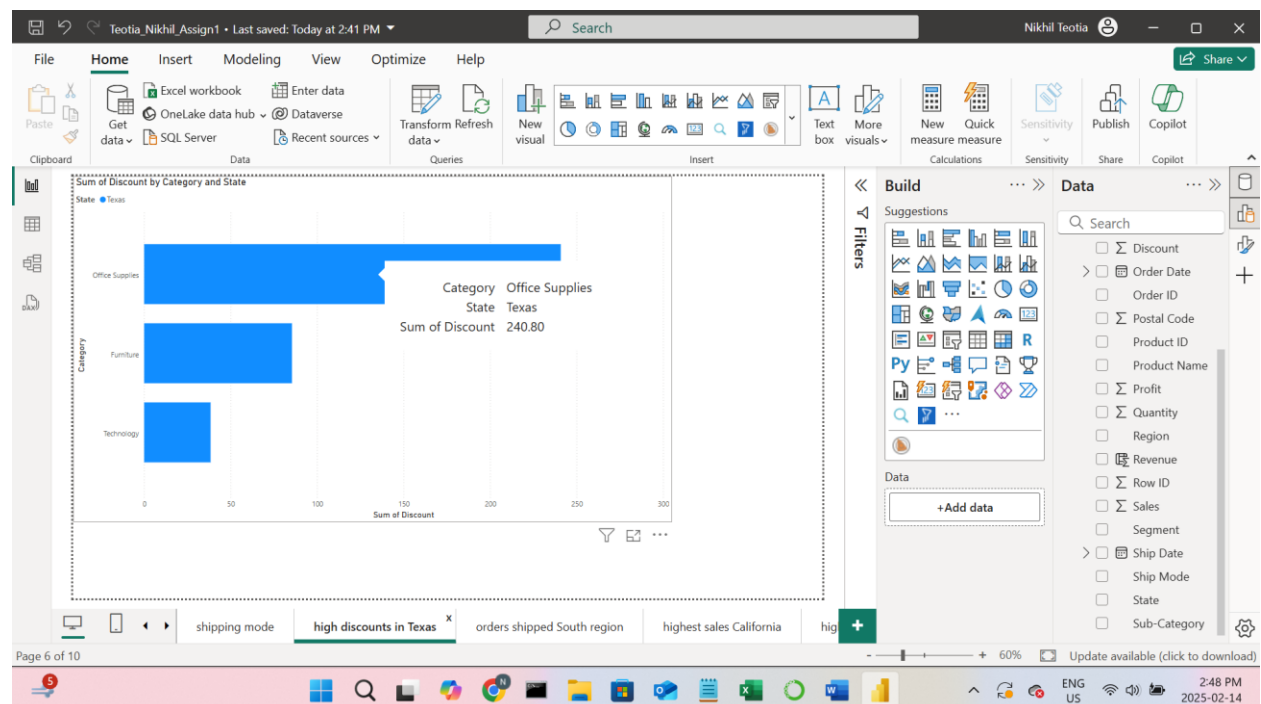 Teotia_Nikhil_Assign1 • Last saved: Today at 2:41 PM
Search
Nikhil Teotia
File Home Insert Modeling View Optimize Help
Share
Paste
Clipboard
Get data
Excel workbook
OneLake data hub
SQL Server
Enter data
Dataverse
Recent sources
Data
Transform data
Refresh
Queries
New visual
A
Text box
More visuals
Insert
New measure
Quick measure
Calculations
Sensitivity
Sensitivity
Publish
Share
Copilot
Copilot
Sum of Discount by Category and State
State Texas
Category
Office Supplies
Furniture
Technology
0 50 100 150 200 250 300
Sum of Discount
Category Office Supplies
State Texas
Sum of Discount 240.80
Filters
Build
Suggestions
123
R
Py
Data
+Add data
Data
Search
Discount
Order Date
Order ID
Postal Code
Product ID
Product Name
Profit
Quantity
Region
Revenue
Row ID
Sales
Segment
Ship Date
Ship Mode
State
Sub-Category
shipping mode
high discounts in Texas x
orders shipped South region
highest sales California
hig
Page 6 of 10
60%
Update available (click to download)
5
N
ENG
US
2:48 PM
2025-02-14